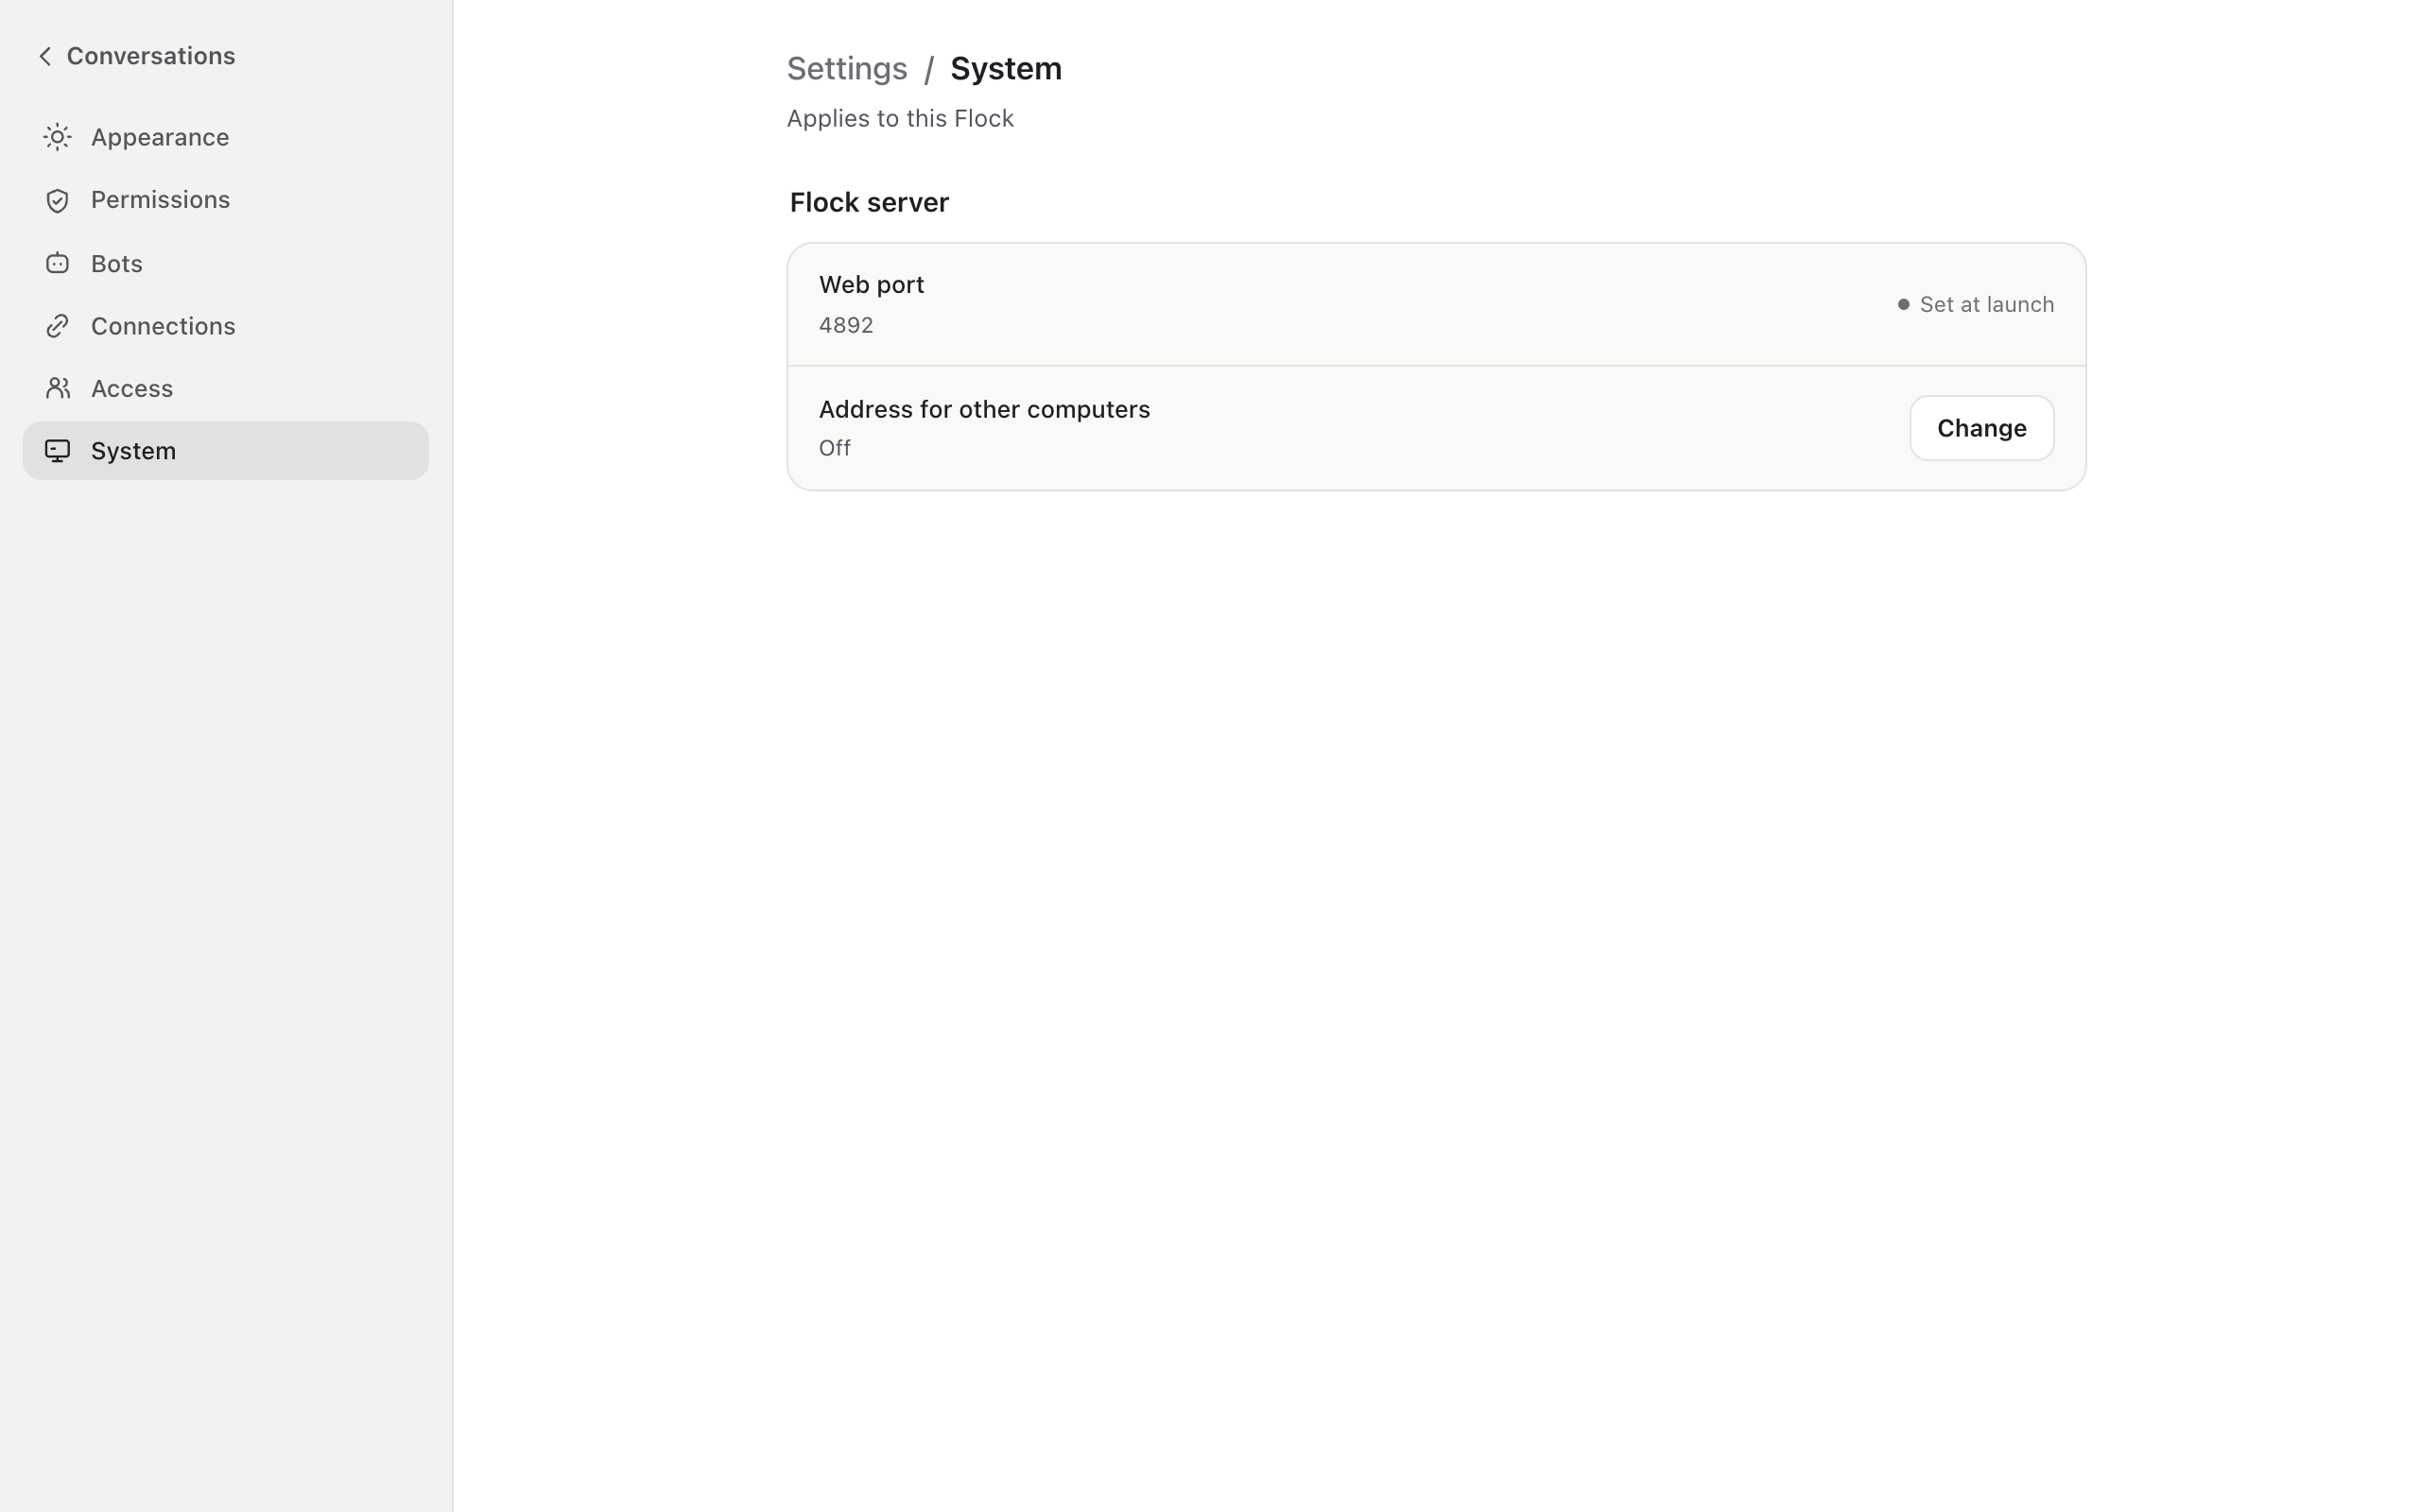 Conversations
Appearance
Permissions
Bots
Connections
Access
System
Settings / System
Applies to this Flock
Flock server
Web port
4892
Set at launch
Address for other computers
Off
Change